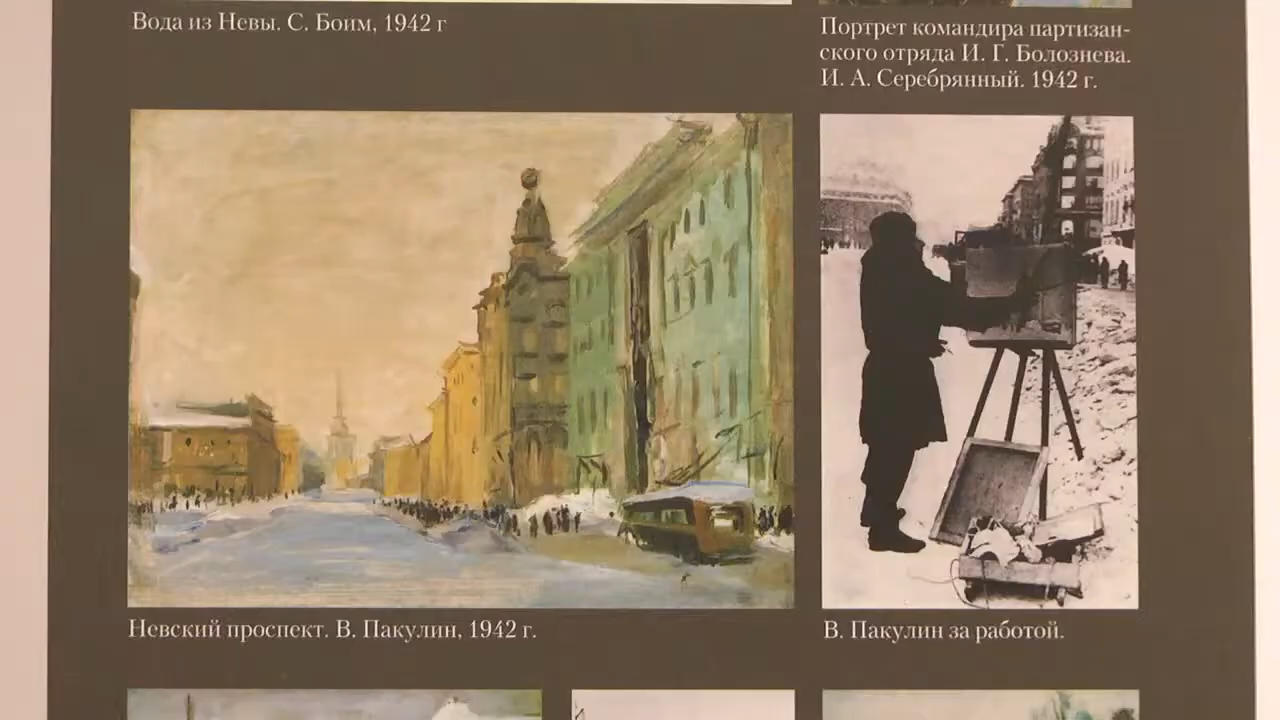 Вода из Невы. С. Боим, 1942 г
Портрет командира партизан-
ского отряда И. Г. Болознева.
И. А. Серебрянный. 1942 г.
Невский проспект. В. Пакулин, 1942 г.
В. Пакулин за работой.